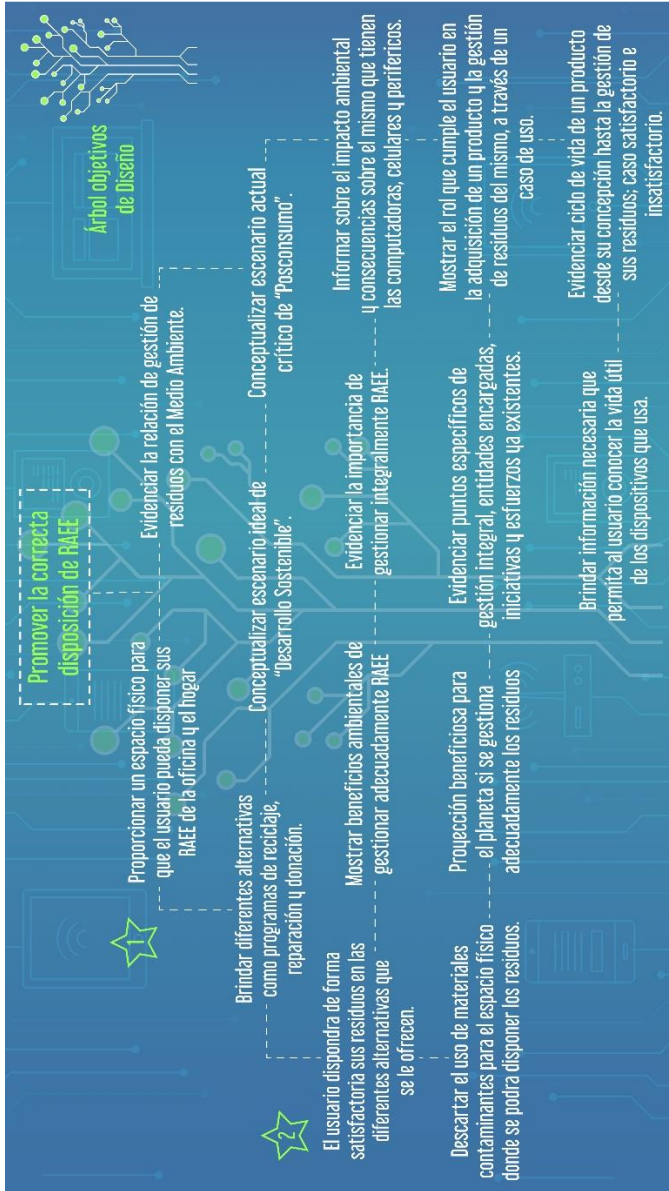 Árbol objetivos
de Diseño
Promover la correcta
disposición de RAEE
1
Proporcionar un espacio físico para
que el usuario pueda disponer sus
RAEE de la oficina y el hogar
Evidenciar la relación de gestión de
residuos con el Medio Ambiente.
Brindar diferentes alternativas
como programas de reciclaje,
reparación y donación.
Conceptualizar escenario ideal de
"Desarrollo Sostenible".
Conceptualizar escenario actual
crítico de "Posconsumo".
2
El usuario dispondra de forma
satisfactoria sus residuos en las
diferentes alternativas que
se le ofrecen.
Mostrar beneficios ambientales de
gestionar adecuadamente RAEE
Evidenciar la importancia de
gestionar integralmente RAEE.
Informar sobre el impacto ambiental
y consecuencias sobre el mismo que tienen
las computadoras, celulares y perifericos.
Descartar el uso de materiales
contaminantes para el espacio físico
donde se podra disponer los residuos.
Proyección beneficiosa para
el planeta si se gestiona
adecuadamente los residuos
Evidenciar puntos específicos de
gestión integral, entidades encargadas,
iniciativas y esfuerzos ya existentes.
Mostrar el rol que cumple el usuario en
la adquisición de un producto y la gestión
de residuos del mismo, a través de un
caso de uso.
Brindar información necesaria que
permita al usuario conocer la vida útil
de los dispositivos que usa.
Evidenciar ciclo de vida de un producto
desde su concepción hasta la gestión de
sus residuos; caso satisfactorio e
insatisfactorio.